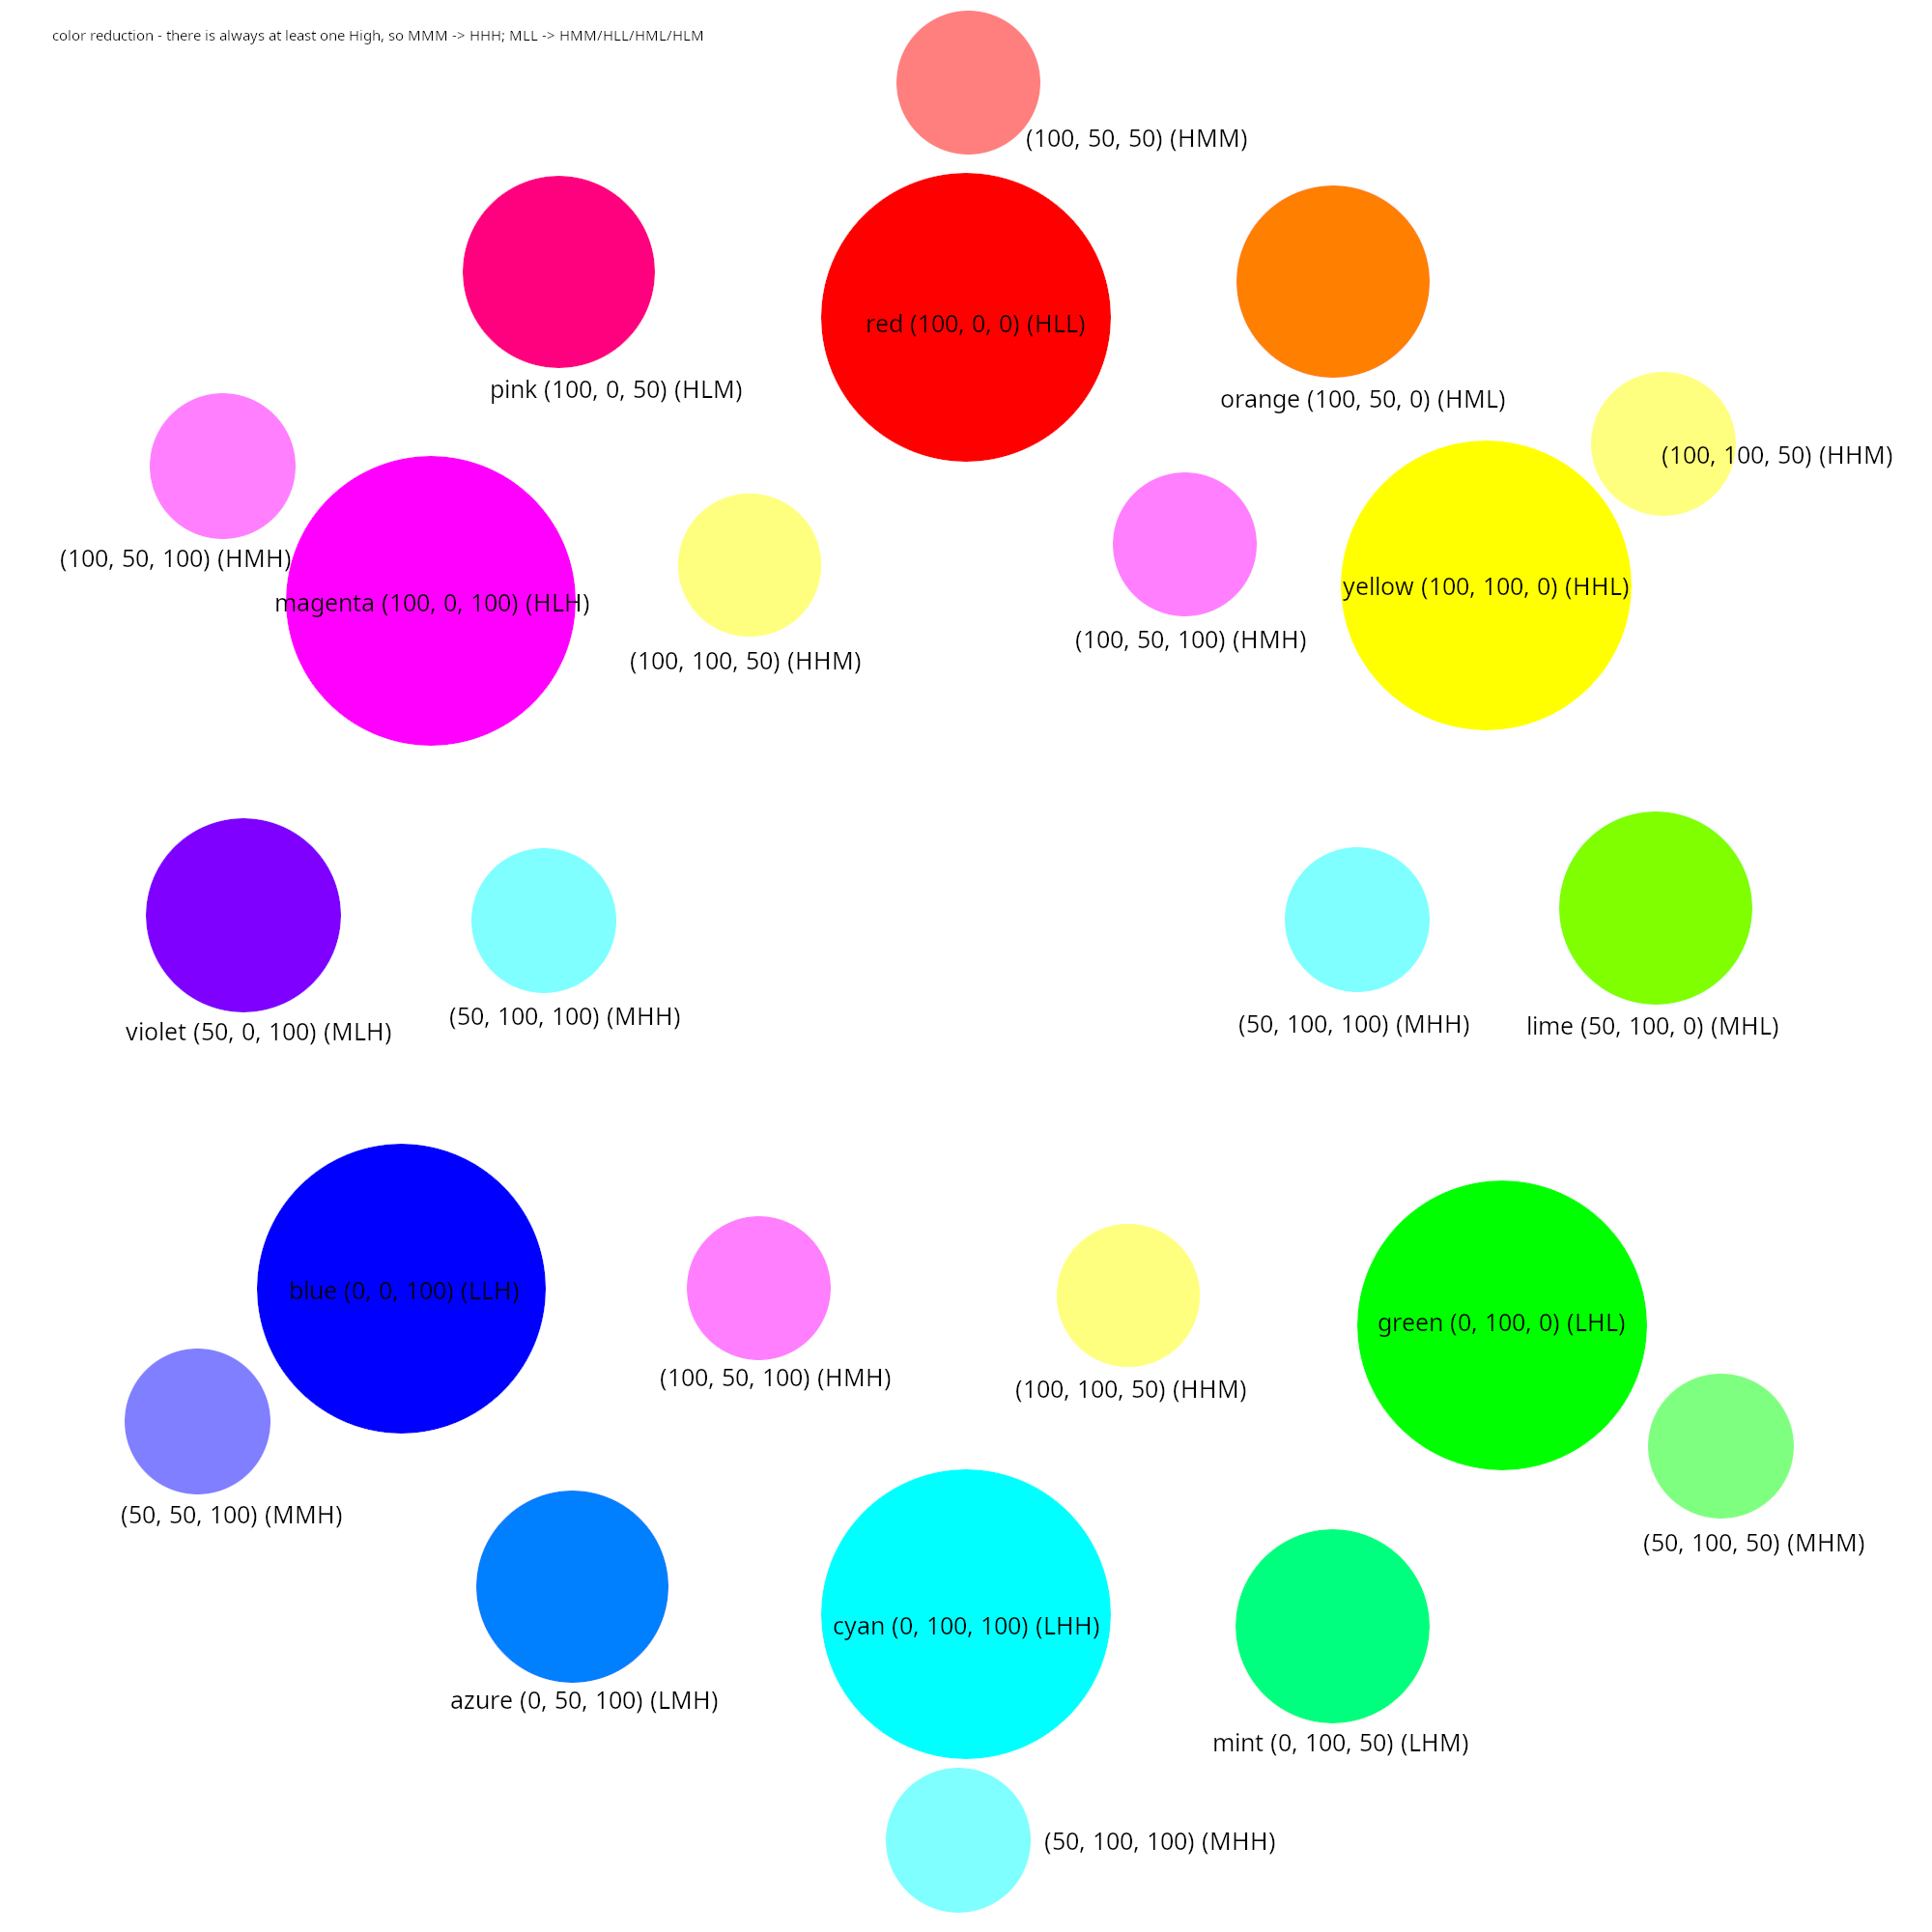 color reduction - there is always at least one High, so MMM -> HHH; MLL -> HMM/HLL/HML/HLM
(100, 50, 50) (HMM)
red (100, 0, 0) (HLL)
pink (100, 0, 50) (HLM)
orange (100, 50, 0) (HML)
(100, 100, 50) (HHM)
(100, 50, 100) (HMH)
yellow (100, 100, 0) (HHL)
magenta (100, 0, 100) (HLH)
(100, 50, 100) (HMH)
(100, 100, 50) (HHM)
(50, 100, 100) (MHH)
(50, 100, 100) (MHH)
lime (50, 100, 0) (MHL)
violet (50, 0, 100) (MLH)
blue (0, 0, 100) (LLH)
green (0, 100, 0) (LHL)
(100, 50, 100) (HMH)
(100, 100, 50) (HHM)
(50, 50, 100) (MMH)
(50, 100, 50) (MHM)
cyan (0, 100, 100) (LHH)
azure (0, 50, 100) (LMH)
mint (0, 100, 50) (LHM)
(50, 100, 100) (MHH)